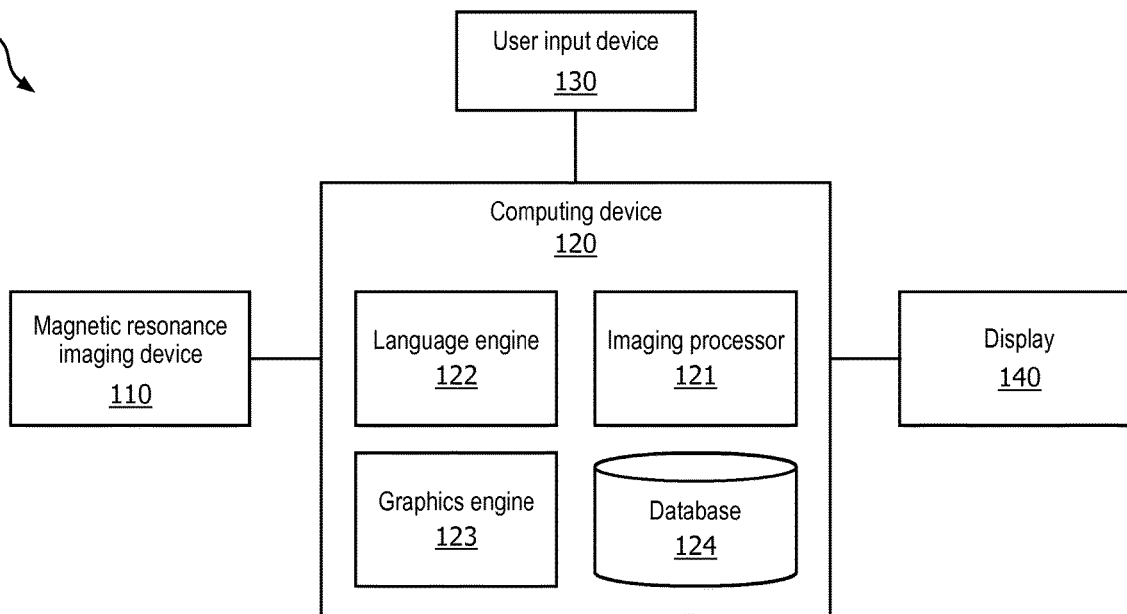 User input device
130
Computing device
120
Magnetic resonance
imaging device
110
Language engine
122
Imaging processor
121
Display
140
Graphics engine
123
Database
124